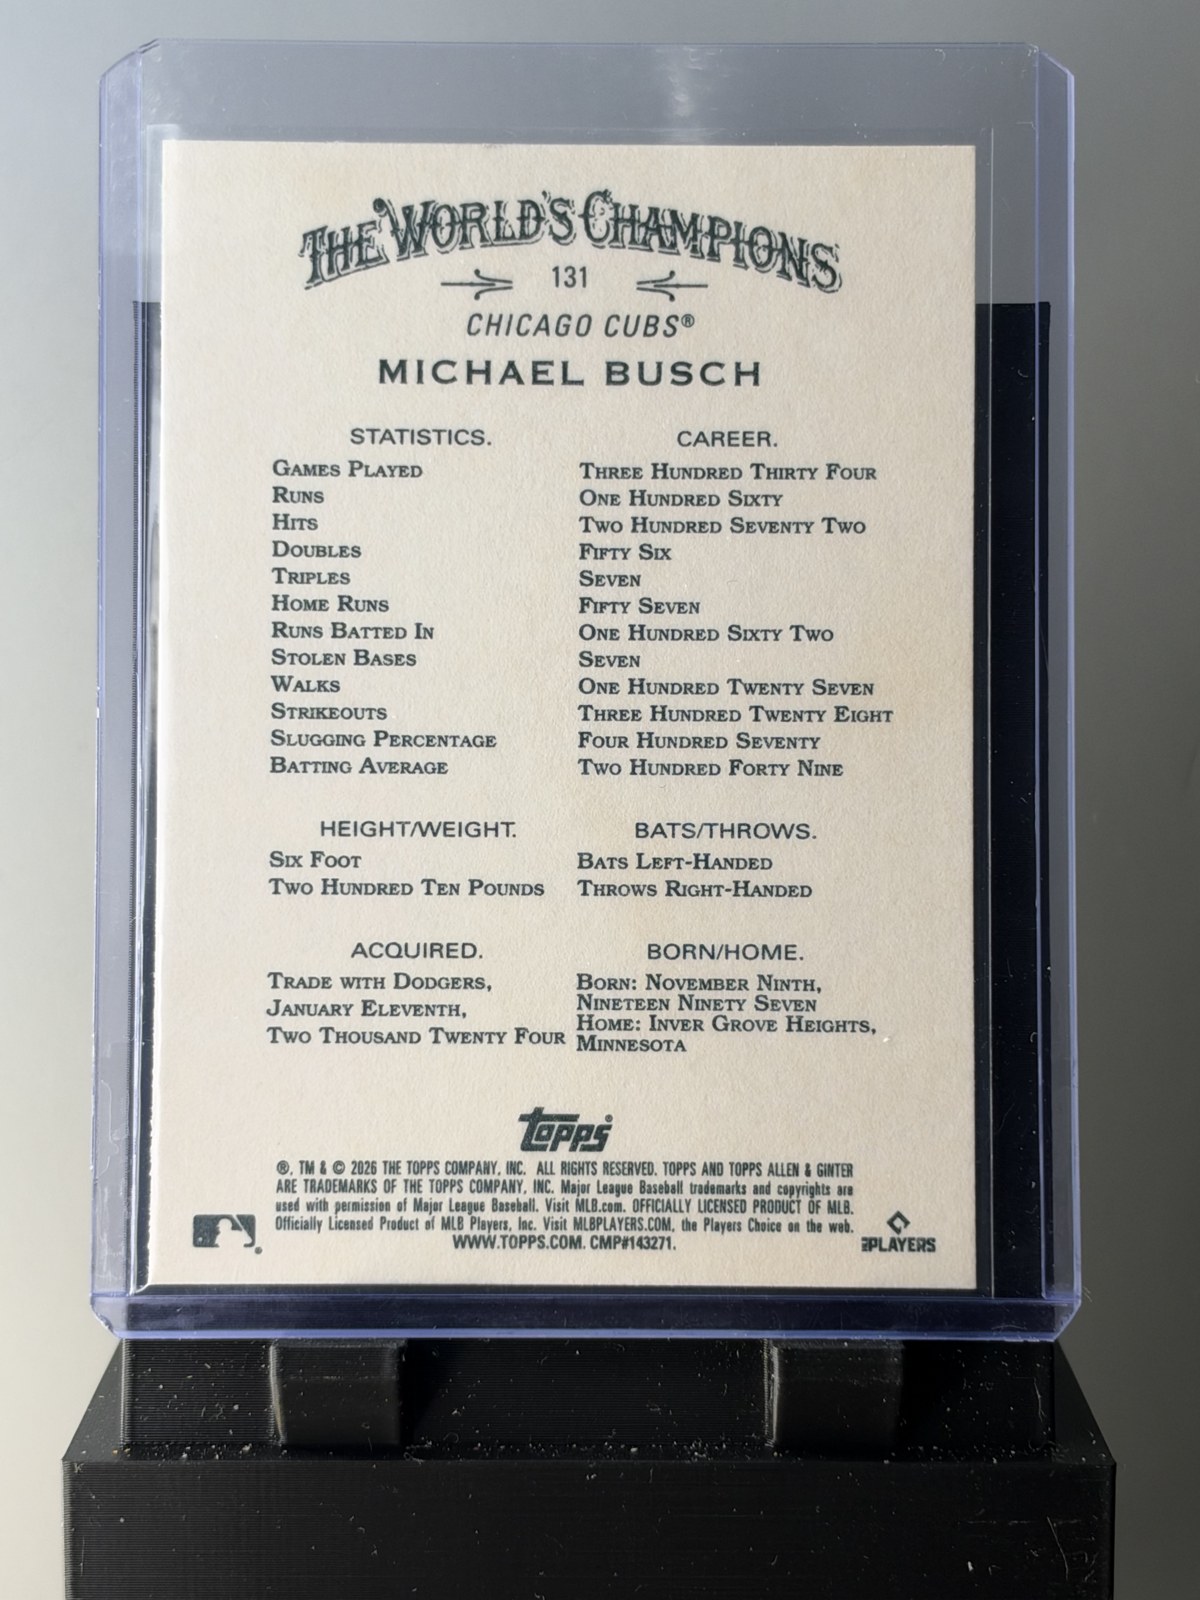 THE WORLD'S CHAMPIONS
131
CHICAGO CUBS®
MICHAEL BUSCH
STATISTICS. CAREER.
GAMES PLAYED THREE HUNDRED THIRTY FOUR
RUNS ONE HUNDRED SIXTY
HITS TWO HUNDRED SEVENTY TWO
DOUBLES FIFTY SIX
TRIPLES SEVEN
HOME RUNS FIFTY SEVEN
RUNS BATTED IN ONE HUNDRED SIXTY TWO
STOLEN BASES SEVEN
WALKS ONE HUNDRED TWENTY SEVEN
STRIKEOUTS THREE HUNDRED TWENTY EIGHT
SLUGGING PERCENTAGE FOUR HUNDRED SEVENTY
BATTING AVERAGE TWO HUNDRED FORTY NINE
HEIGHT/WEIGHT. BATS/THROWS.
SIX FOOT BATS LEFT-HANDED
TWO HUNDRED TEN POUNDS THROWS RIGHT-HANDED
ACQUIRED.
TRADE WITH DODGERS,
JANUARY ELEVENTH,
TWO THOUSAND TWENTY FOUR
BORN/HOME.
BORN: NOVEMBER NINTH,
NINETEEN NINETY SEVEN
HOME: INVER GROVE HEIGHTS,
MINNESOTA
Topps®
®, TM & © 2026 THE TOPPS COMPANY, INC. ALL RIGHTS RESERVED. TOPPS AND TOPPS ALLEN & GINTER
ARE TRADEMARKS OF THE TOPPS COMPANY, INC. Major League Baseball trademarks and copyrights are
used with permission of Major League Baseball. Visit MLB.com. OFFICIALLY LICENSED PRODUCT OF MLB.
Officially Licensed Product of MLB Players, Inc. Visit MLBPLAYERS.COM, the Players Choice on the web.
WWW.TOPPS.COM. CMP#143271.
PLAYERS